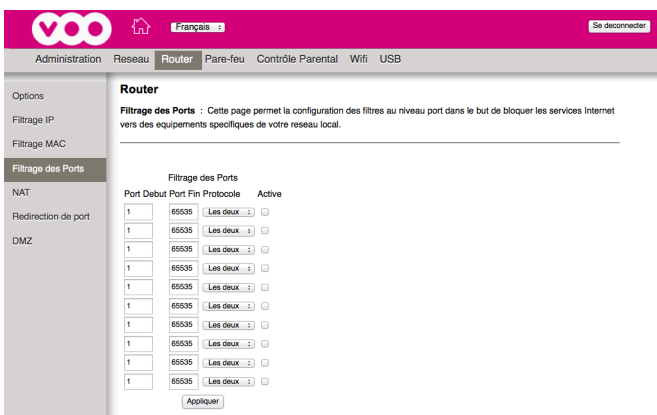 VOO
Français
Se deconnecter
Administration Reseau Router Pare-feu Contrôle Parental Wifi USB
Options
Filtrage IP
Filtrage MAC
Filtrage des Ports
NAT
Redirection de port
DMZ
Router
Filtrage des Ports : Cette page permet la configuration des filtres au niveau port dans le but de bloquer les services Internet
vers des equipements specifiques de votre reseau local.
Filtrage des Ports
Port Debut Port Fin Protocole Active
1 65535 Les deux
1 65535 Les deux
1 65535 Les deux
1 65535 Les deux
1 65535 Les deux
1 65535 Les deux
1 65535 Les deux
1 65535 Les deux
1 65535 Les deux
1 65535 Les deux
Appliquer